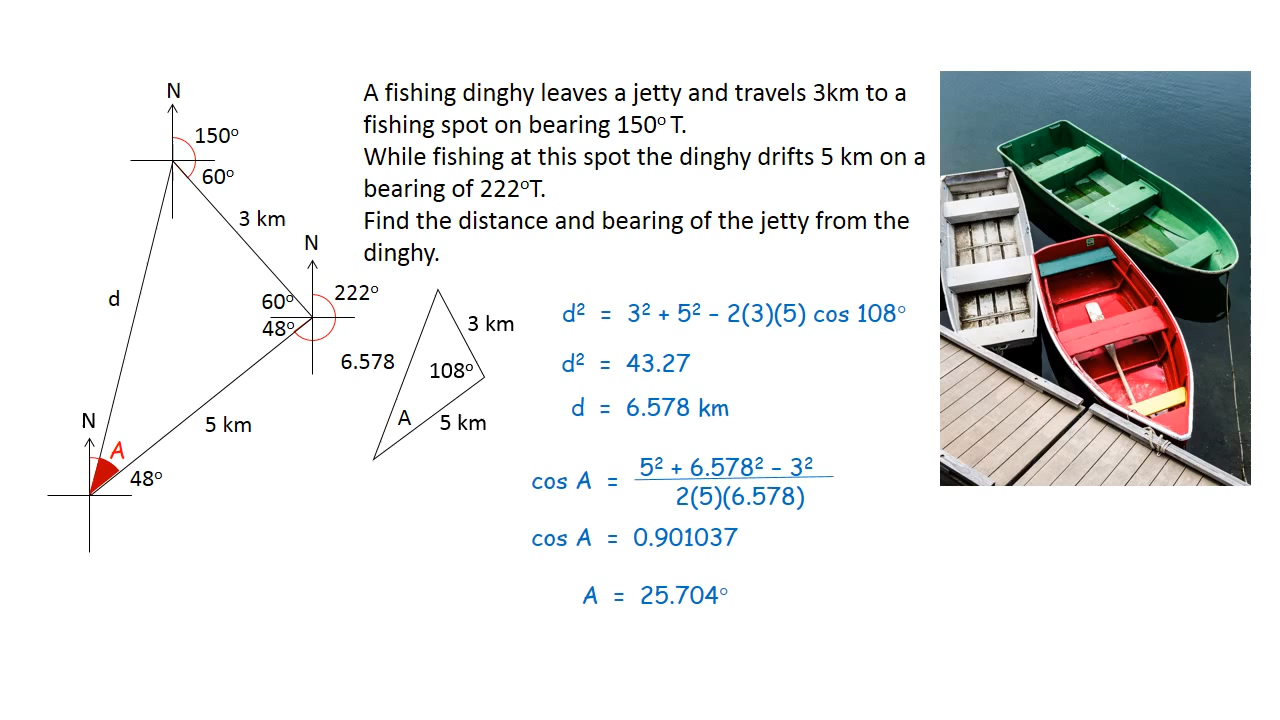 A fishing dinghy leaves a jetty and travels 3km to a
fishing spot on bearing 150° T.
While fishing at this spot the dinghy drifts 5 km on a
bearing of 222°T.
Find the distance and bearing of the jetty from the
dinghy.
N
150°
60°
3 km
N
d
60°
222°
48°
N
A
5 km
48°
3 km
6.578
108°
A
5 km
d² = 3² + 5² – 2(3)(5) cos 108°
d² = 43.27
d = 6.578 km
cos A = 5² + 6.578² – 3²
2(5)(6.578)
cos A = 0.901037
A = 25.704°